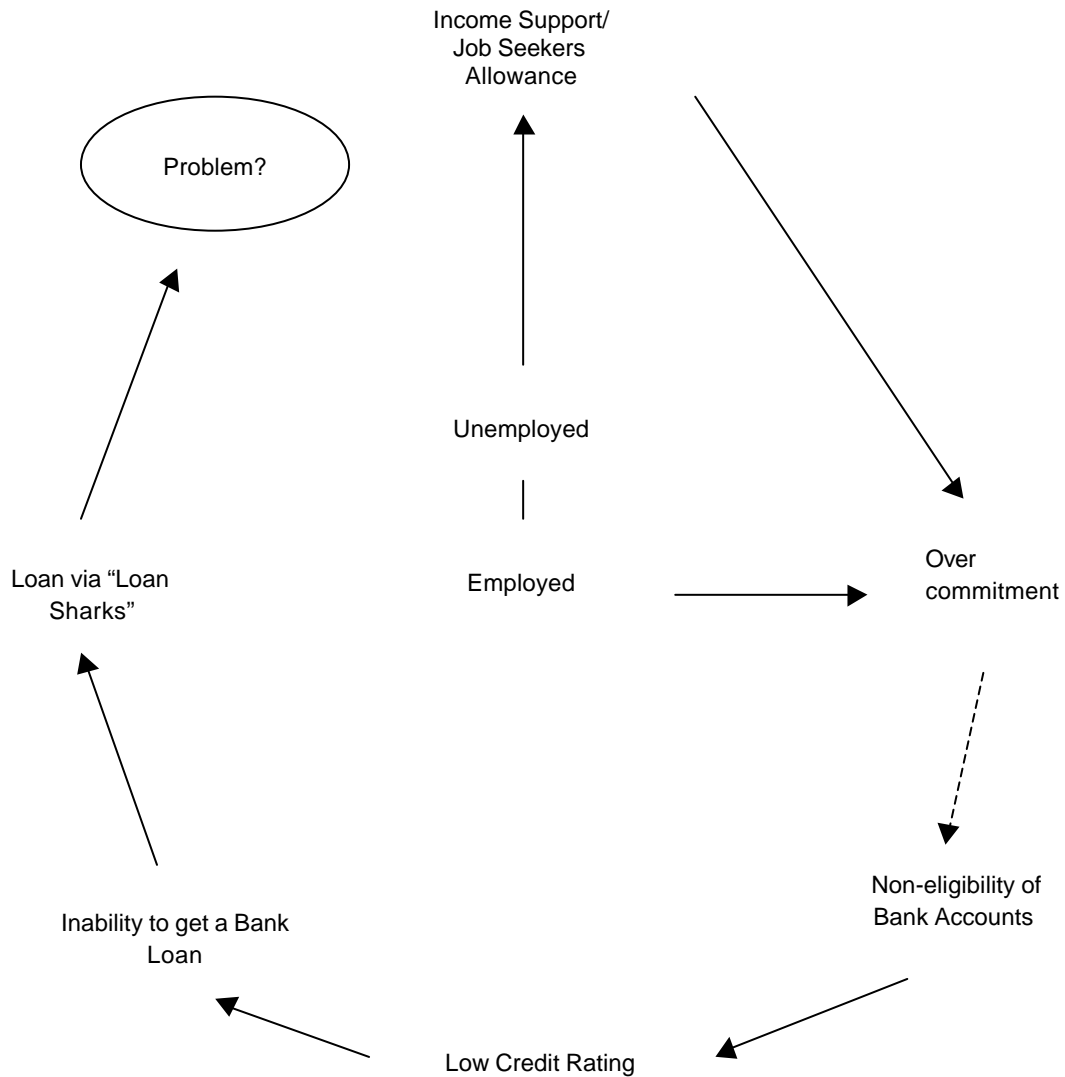 Income Support/
Job Seekers
Allowance
Problem?
Unemployed
Employed
Over
commitment
Loan via “Loan
Sharks”
Non-eligibility of
Bank Accounts
Inability to get a Bank
Loan
Low Credit Rating